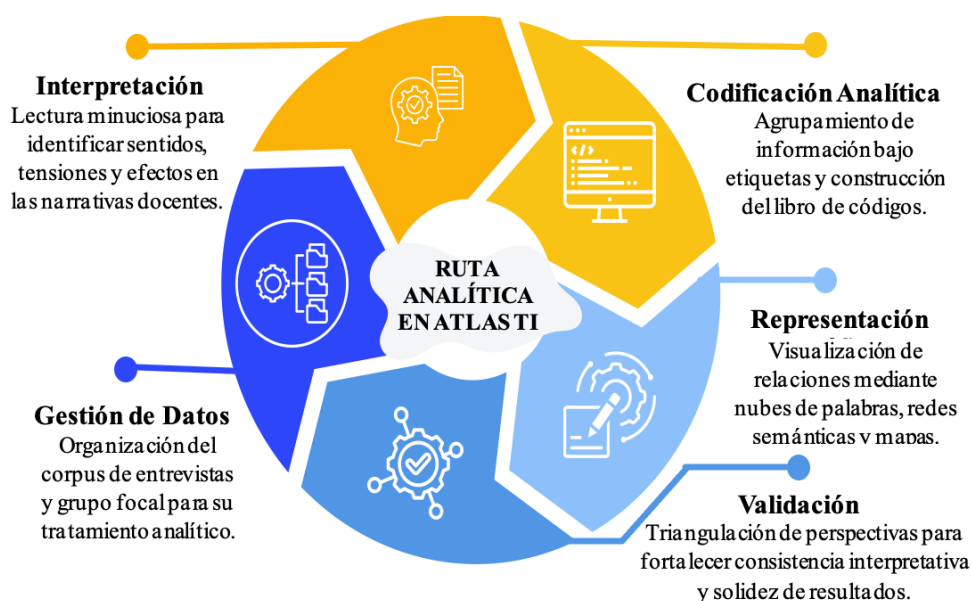 Interpretación
Lectura minuciosa para
identificar sentidos,
tensiones y efectos en
las narrativas docentes.
Codificación Analítica
Agrupamiento de
información bajo
etiquetas y construcción
del libro de códigos.
</>
RUTA
ANALÍTICA
EN ATLAS TI
Representación
Visualización de
relaciones mediante
nubes de palabras, redes
semánticas y mapas.
Gestión de Datos
Organización del
corpus de entrevistas
y grupo focal para su
tratamiento analítico.
Validación
Triangulación de perspectivas para
fortalecer consistencia interpretativa
y solidez de resultados.